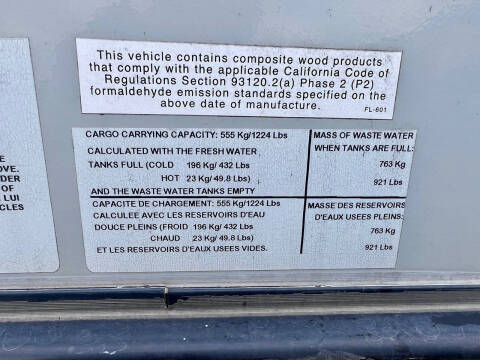 This vehicle contains composite wood products
that comply with the applicable California Code of
Regulations Section 93120.2(a) Phase 2 (P2)
formaldehyde emission standards specified on the
above date of manufacture.
FL-601
E
OVE.
DER
OF
LUI
CLES
CARGO CARRYING CAPACITY: 555 Kg/1224 Lbs
CALCULATED WITH THE FRESH WATER
TANKS FULL (COLD 196 Kg/ 432 Lbs
HOT 23 Kg/ 49.8 Lbs)
AND THE WASTE WATER TANKS EMPTY
MASS OF WASTE WATER
WHEN TANKS ARE FULL:
763 Kg
921 Lbs
CAPACITE DE CHARGEMENT: 555 Kg/1224 Lbs
CALCULEE AVEC LES RESERVOIRS D'EAU
DOUCE PLEINS (FROID 196 Kg/ 432 Lbs
CHAUD 23 Kg/ 49.8 Lbs)
ET LES RESERVOIRS D'EAUX USEES VIDES.
MASSE DES RESERVOIRS
D'EAUX USEES PLEINS:
763 Kg
921 Lbs